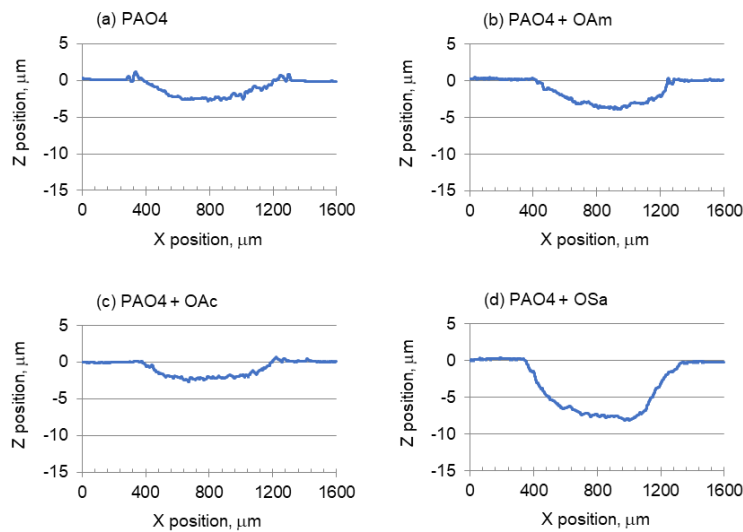 (a) PAO4
5
0
-5
-10
-15
Z position, μm
0 400 800 1200 1600
X position, μm
(b) PAO4 + OAm
5
0
-5
-10
-15
Z position, μm
0 400 800 1200 1600
X position, μm
(c) PAO4 + OAc
5
0
-5
-10
-15
Z position, μm
0 400 800 1200 1600
X position, μm
(d) PAO4 + OSa
5
0
-5
-10
-15
Z position, μm
0 400 800 1200 1600
X position, μm